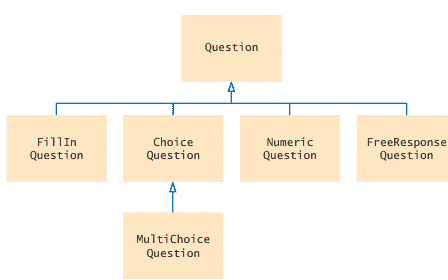 Question
FillIn
Question
Choice
Question
Numeric
Question
FreeResponse
Question
MultiChoice
Question